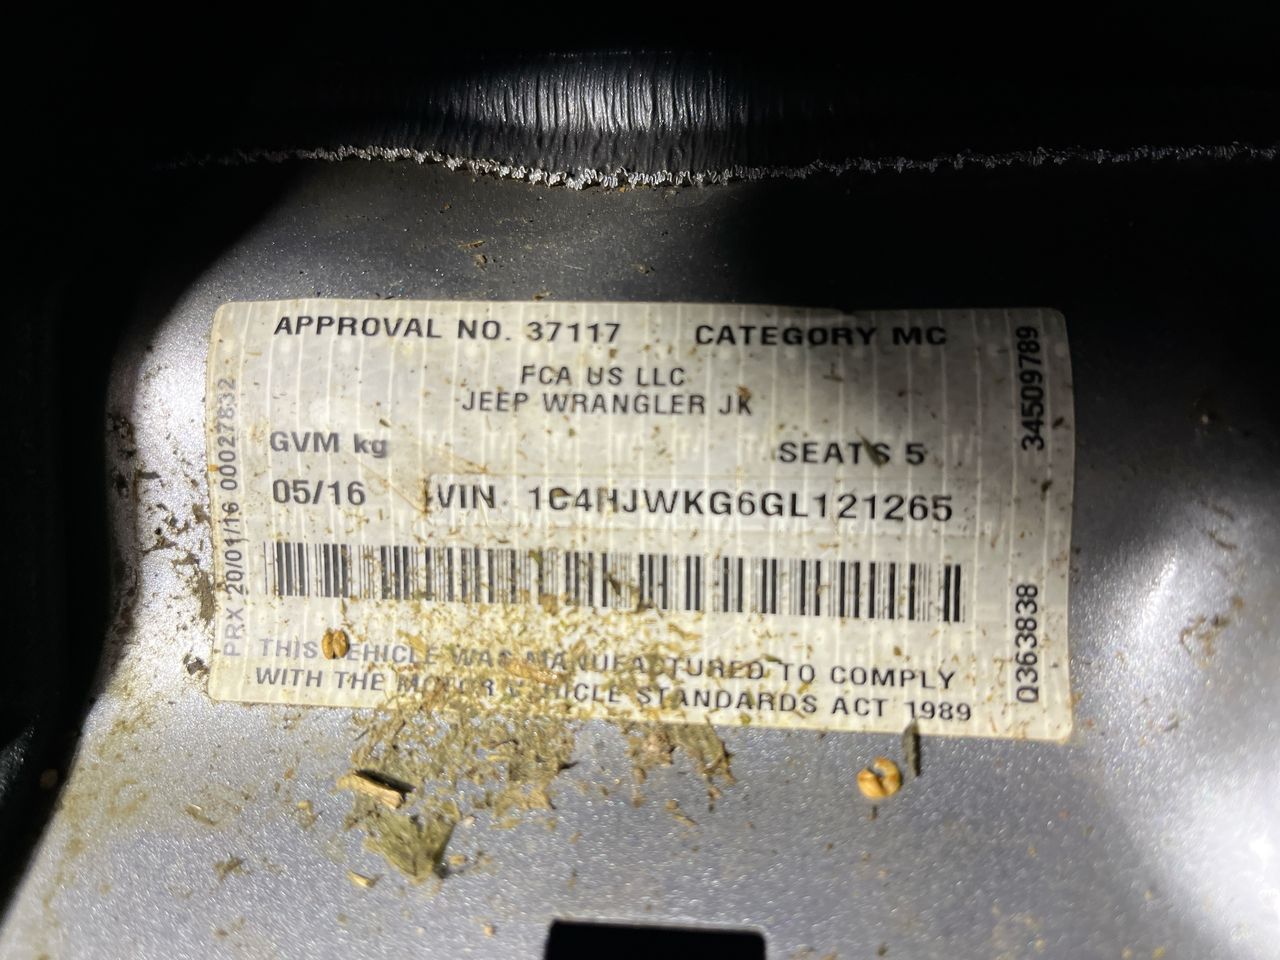 APPROVAL NO. 37117 CATEGORY MC
FCA US LLC
JEEP WRANGLER JK
GVM kg SEATS 5
05/16 VIN 1C4HJWKG6GL121265
THIS VEHICLE WAS MANUFACTURED TO COMPLY
WITH THE MOTOR VEHICLE STANDARDS ACT 1989
PRX 20/01/16 00027832
34509789
Q363838